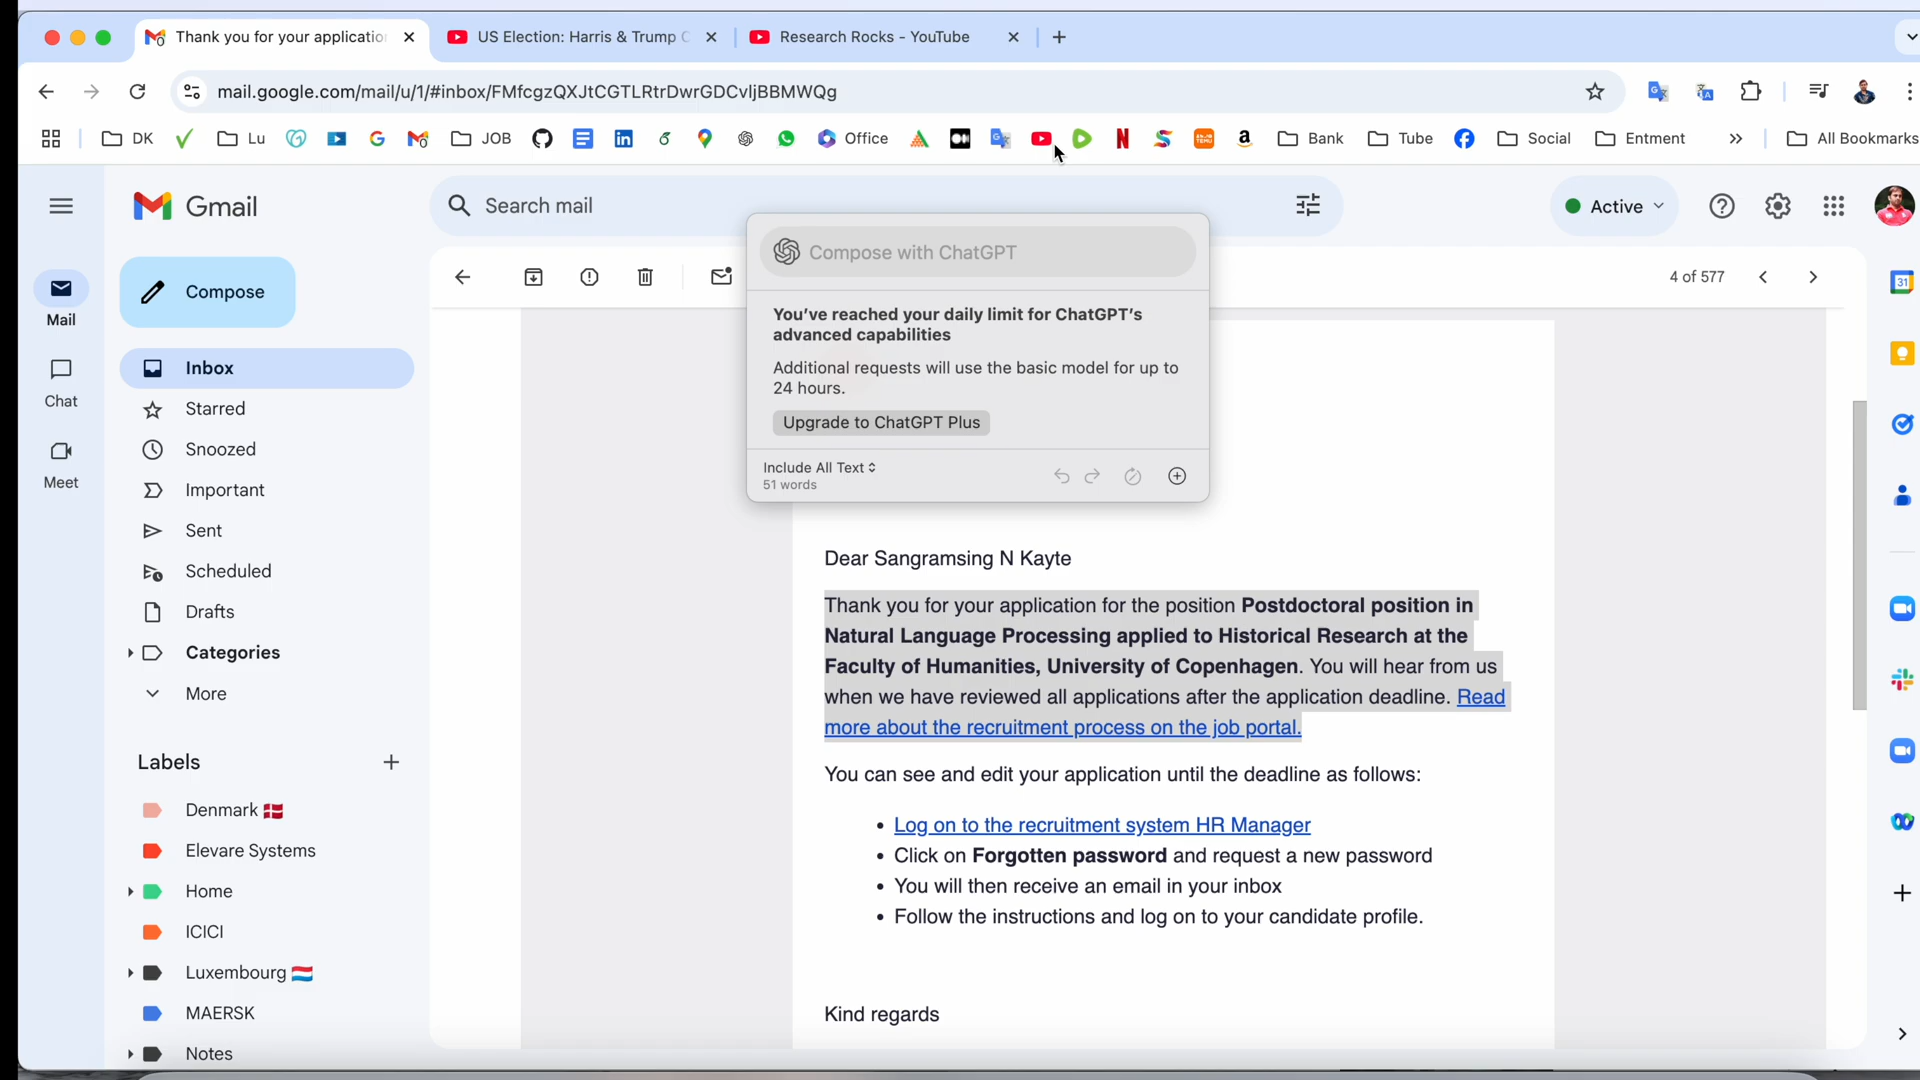 Thank you for your application
US Election: Harris & Trump C
Research Rocks - YouTube
mail.google.com/mail/u/1/#inbox/FMfcgzQXJtCGTLRtrDwrGDCvljBBMWQg
DK
Lu
JOB
Office
Bank
Tube
Social
Entment
All Bookmarks
Gmail
Search mail
Active
Compose with ChatGPT
Mail
Compose
4 of 577
You've reached your daily limit for ChatGPT's
advanced capabilities
Additional requests will use the basic model for up to
24 hours.
Upgrade to ChatGPT Plus
Include All Text
51 words
Chat
Meet
Inbox
Starred
Snoozed
Important
Sent
Scheduled
Drafts
Categories
More
Labels
Denmark 🇩🇰
Elevare Systems
Home
ICICI
Luxembourg 🇱🇺
MAERSK
Notes
Dear Sangramsing N Kayte
Thank you for your application for the position Postdoctoral position in
Natural Language Processing applied to Historical Research at the
Faculty of Humanities, University of Copenhagen. You will hear from us
when we have reviewed all applications after the application deadline. Read
more about the recruitment process on the job portal.
You can see and edit your application until the deadline as follows:
• Log on to the recruitment system HR Manager
• Click on Forgotten password and request a new password
• You will then receive an email in your inbox
• Follow the instructions and log on to your candidate profile.
Kind regards
31